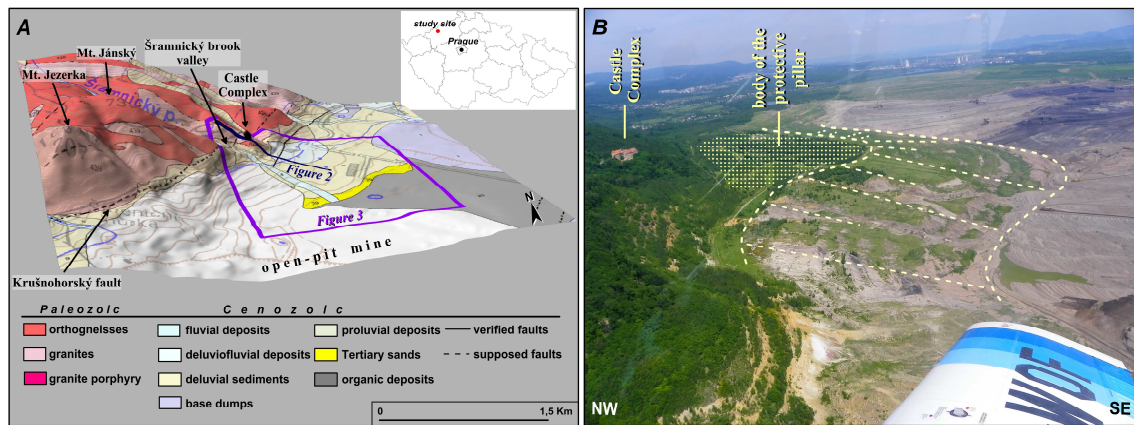 A
study site
Prague
Šramnický brook
valley
Mt. Jánský
Castle
Complex
Mt. Jezerka
Šramnický p.
Figure 2
Figure 3
N
open-pit mine
Krušnohorský fault
Paleozoic
Cenozoic
orthogneisses
fluvial deposits
proluvial deposits
verified faults
granites
deluviofluvial deposits
Tertiary sands
supposed faults
granite porphyry
deluvial sediments
organic deposits
base dumps
0
1,5 Km
B
Castle
Complex
body of the
protective
pillar
NW
SE